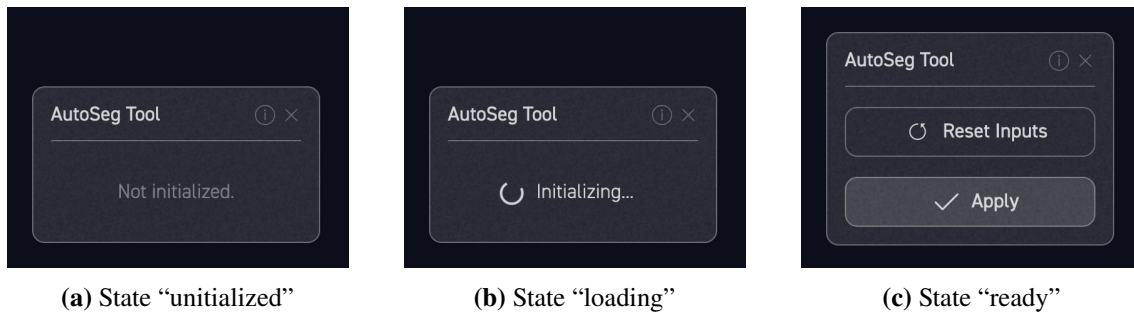 AutoSeg Tool
Not initialized.
AutoSeg Tool
Initializing...
AutoSeg Tool
Reset Inputs
Apply
(a) State “unitialized”
(b) State “loading”
(c) State “ready”